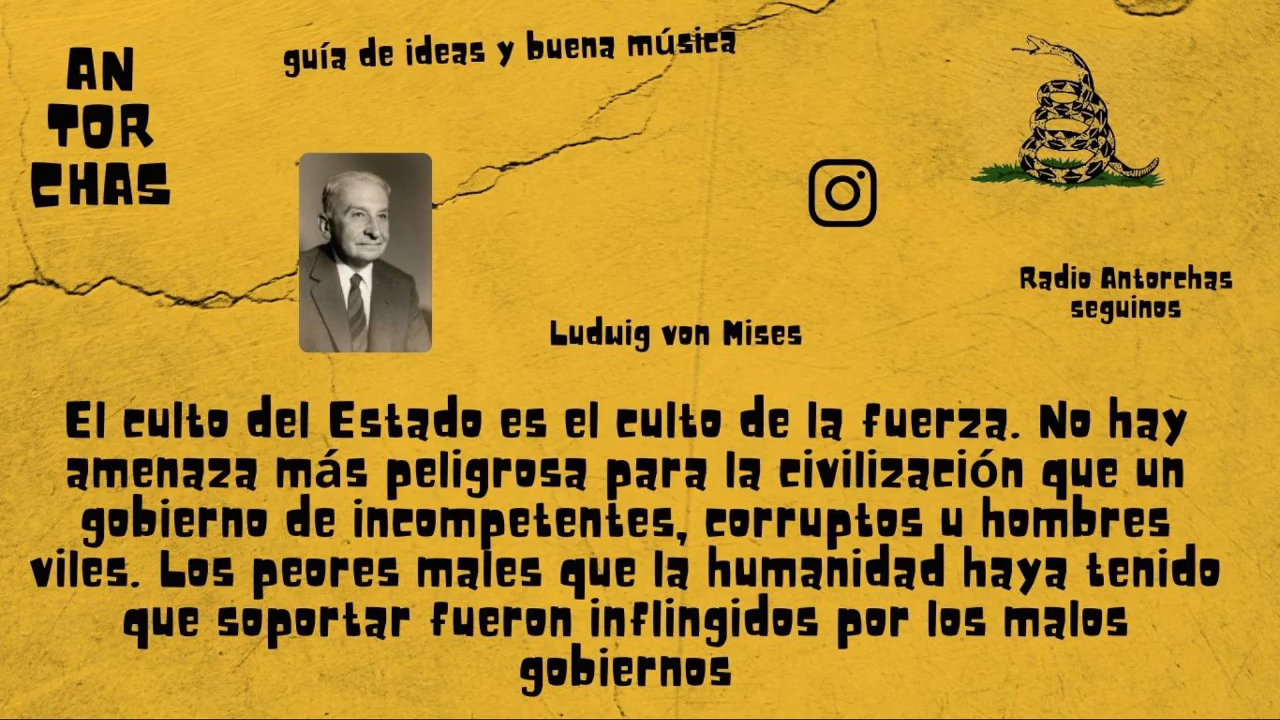 AN
TOR
CHAS
guía de ideas y buena música
Radio Antorchas
seguinos
Ludwig von Mises
El culto del Estado es el culto de la fuerza. No hay
amenaza más peligrosa para la civilización que un
gobierno de incompetentes, corruptos u hombres
viles. Los peores males que la humanidad haya tenido
que soportar fueron inflingidos por los malos
gobiernos